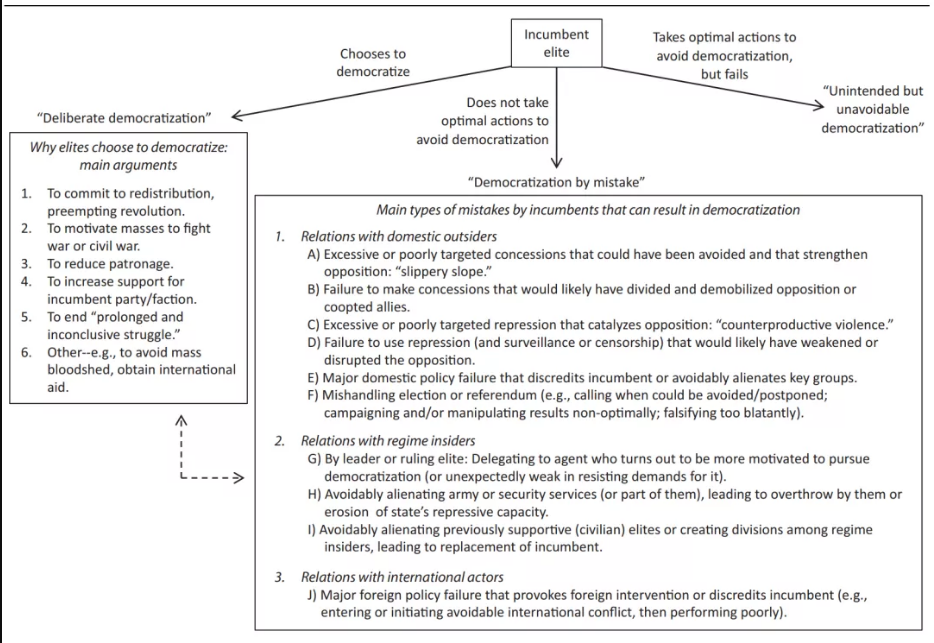 Incumbent
elite
Chooses to
democratize
Takes optimal actions to
avoid democratization,
but fails
Does not take
optimal actions to
avoid democratization
“Deliberate democratization”
“Unintended but
unavoidable
democratization”
“Democratization by mistake”
Why elites choose to democratize:
main arguments
1. To commit to redistribution,
preempting revolution.
2. To motivate masses to fight
war or civil war.
3. To reduce patronage.
4. To increase support for
incumbent party/faction.
5. To end “prolonged and
inconclusive struggle.”
6. Other--e.g., to avoid mass
bloodshed, obtain international
aid.
Main types of mistakes by incumbents that can result in democratization
1. Relations with domestic outsiders
A) Excessive or poorly targeted concessions that could have been avoided and that strengthen
opposition: “slippery slope.”
B) Failure to make concessions that would likely have divided and demobilized opposition or
coopted allies.
C) Excessive or poorly targeted repression that catalyzes opposition: “counterproductive violence.”
D) Failure to use repression (and surveillance or censorship) that would likely have weakened or
disrupted the opposition.
E) Major domestic policy failure that discredits incumbent or avoidably alienates key groups.
F) Mishandling election or referendum (e.g., calling when could be avoided/postponed;
campaigning and/or manipulating results non-optimally; falsifying too blatantly).
2. Relations with regime insiders
G) By leader or ruling elite: Delegating to agent who turns out to be more motivated to pursue
democratization (or unexpectedly weak in resisting demands for it).
H) Avoidably alienating army or security services (or part of them), leading to overthrow by them or
erosion of state’s repressive capacity.
I) Avoidably alienating previously supportive (civilian) elites or creating divisions among regime
insiders, leading to replacement of incumbent.
3. Relations with international actors
J) Major foreign policy failure that provokes foreign intervention or discredits incumbent (e.g.,
entering or initiating avoidable international conflict, then performing poorly).